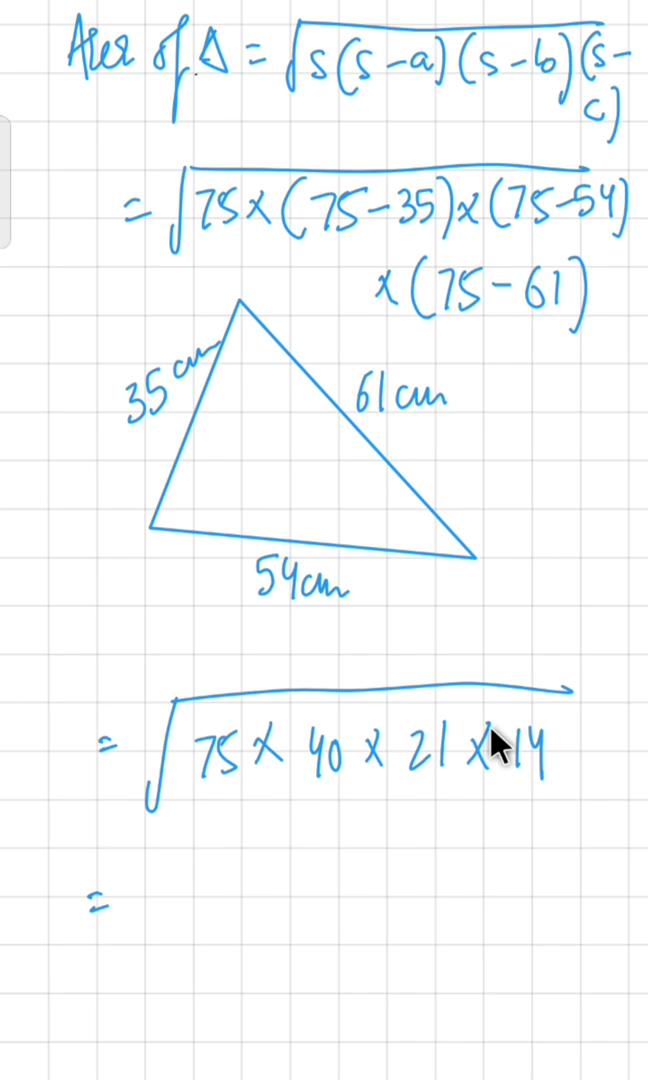 Area of Δ = √s(s-a)(s-b)(s-
c)
= √75×(75-35)×(75-54)
×(75-61)
35cm
61cm
54cm
= √75×40×21×14
=